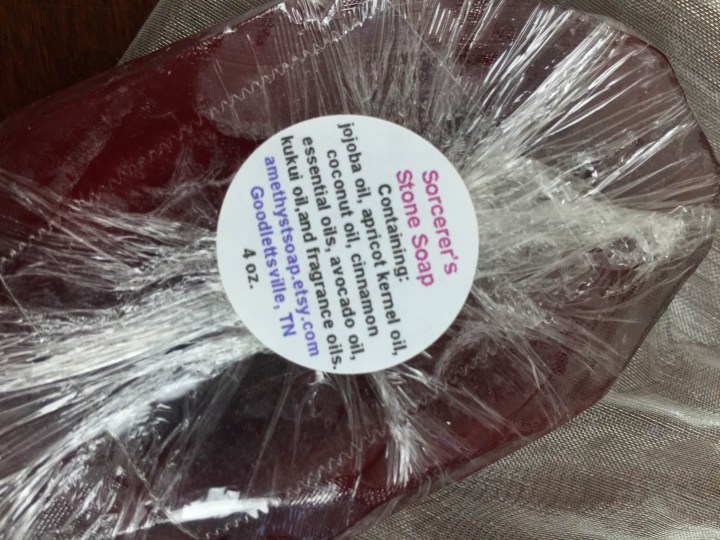 Sorcerer's
Stone Soap
Containing:
jojoba oil, apricot kernel oil,
coconut oil, cinnamon
essential oils, avocado oil,
kukui oil,and fragrance oils.
amethystsoap.etsy.com
Goodlettsville, TN
4 oz.